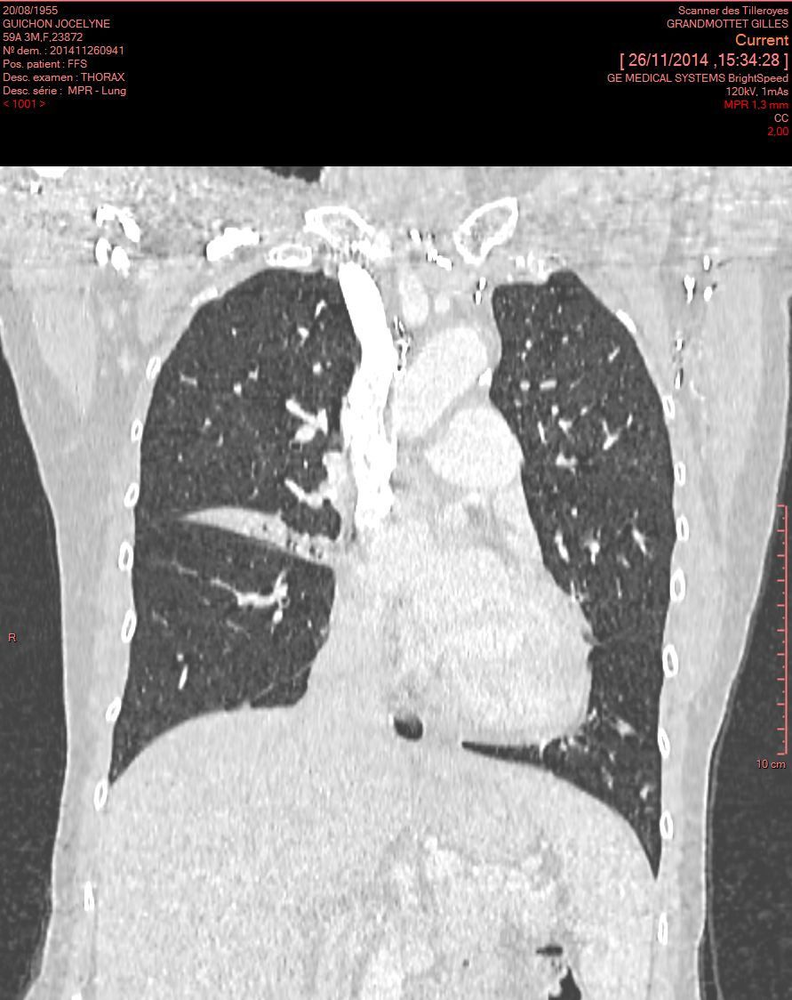 20/08/1955
GUICHON JOCELYNE
59A 3M,F,23872
Nº dem. : 201411260941
Pos. patient : FFS
Desc. examen : THORAX
Desc. série : MPR - Lung
< 1001 >
Scanner des Tilleroyes
GRANDMOTTET GILLES
Current
[ 26/11/2014 ,15:34:28 ]
GE MEDICAL SYSTEMS BrightSpeed
120kV, 1mAs
MPR 1,3 mm
CC
2,00
R
10 cm